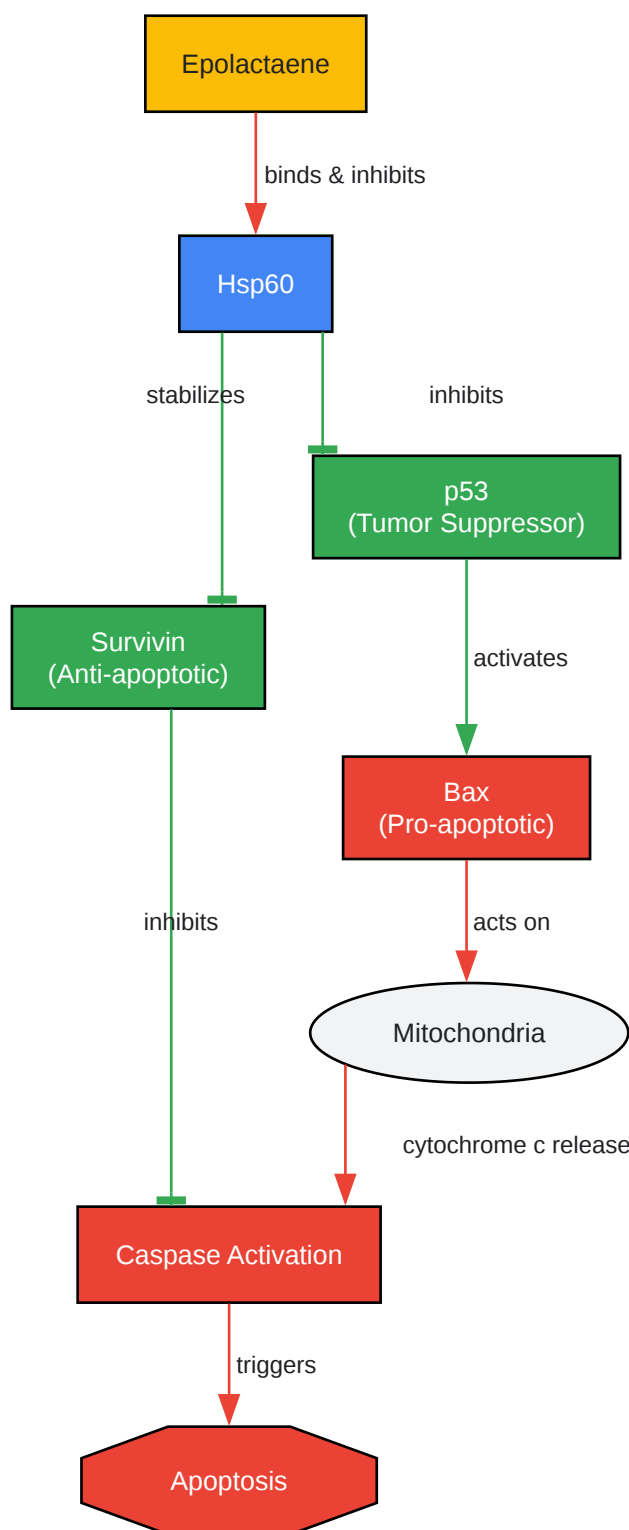 Epolactaene
binds & inhibits
Hsp60
stabilizes
inhibits
p53
(Tumor Suppressor)
Survivin
(Anti-apoptotic)
activates
Bax
(Pro-apoptotic)
inhibits
acts on
Mitochondria
cytochrome c release
Caspase Activation
triggers
Apoptosis